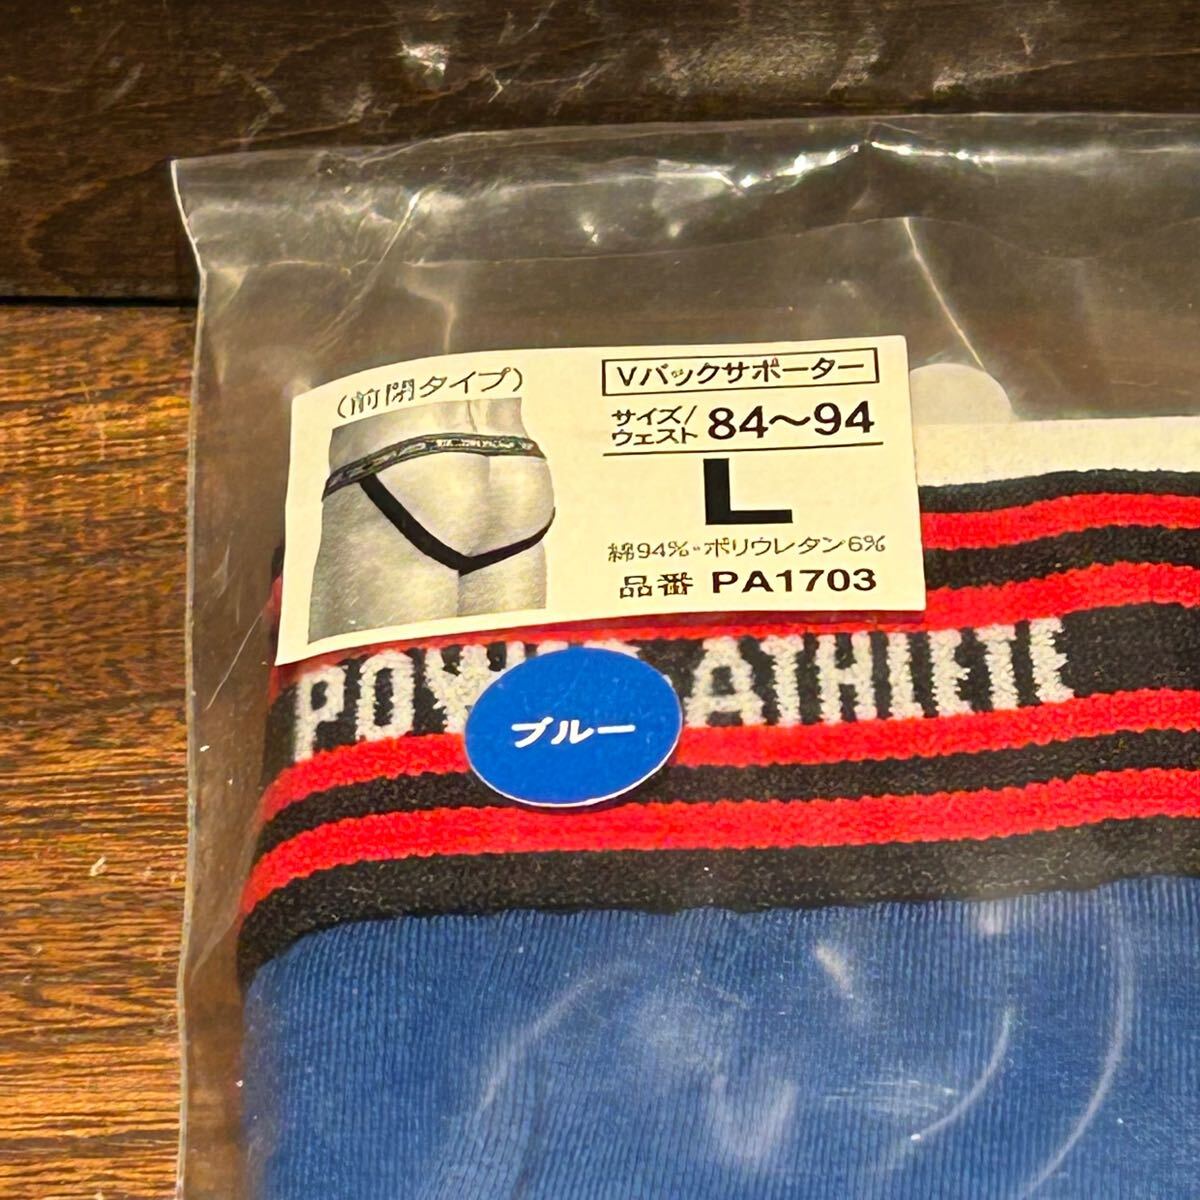 (前閉タイプ)
Vバックサポーター
サイズ/
ウェスト 84〜94
L
綿94%・ポリウレタン6%
品番 PA1703
ATHLETE
ブルー